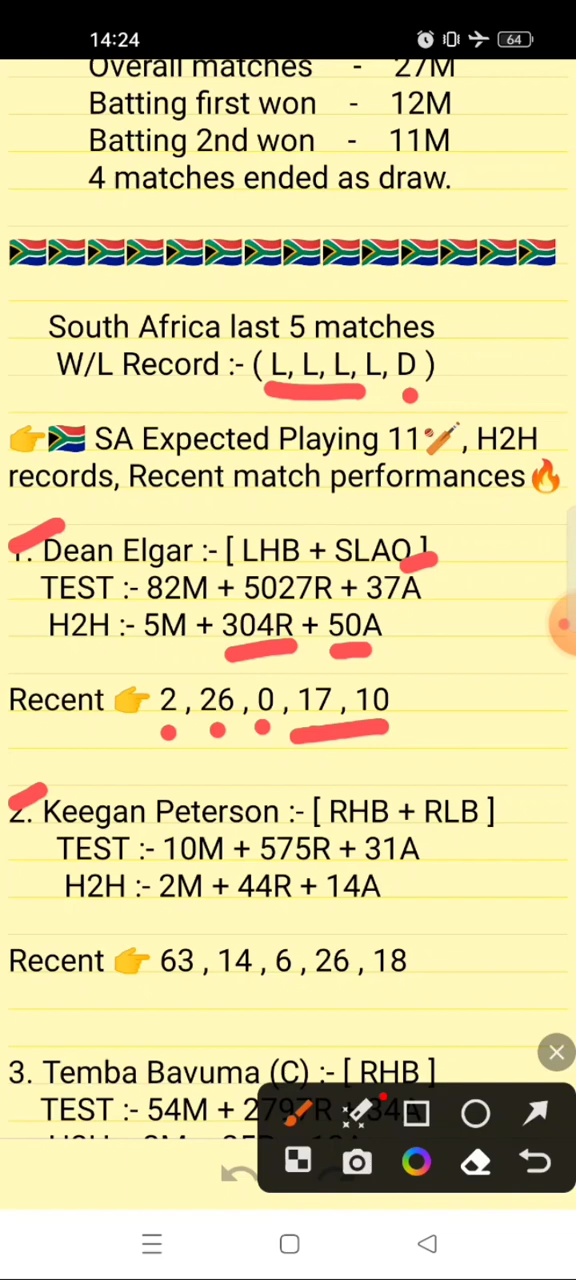 14:24
64
Overall matches - 27M
Batting first won - 12M
Batting 2nd won - 11M
4 matches ended as draw.
South Africa last 5 matches
W/L Record :- ( L, L, L, L, D )
👉🇿🇦 SA Expected Playing 11🏏, H2H
records, Recent match performances🔥
1. Dean Elgar :- [ LHB + SLAO ]
TEST :- 82M + 5027R + 37A
H2H :- 5M + 304R + 50A
Recent 👉 2 , 26 , 0 , 17 , 10
2. Keegan Peterson :- [ RHB + RLB ]
TEST :- 10M + 575R + 31A
H2H :- 2M + 44R + 14A
Recent 👉 63 , 14 , 6 , 26 , 18
3. Temba Bavuma (C) :- [ RHB ]
TEST :- 54M + 2797R + 34A